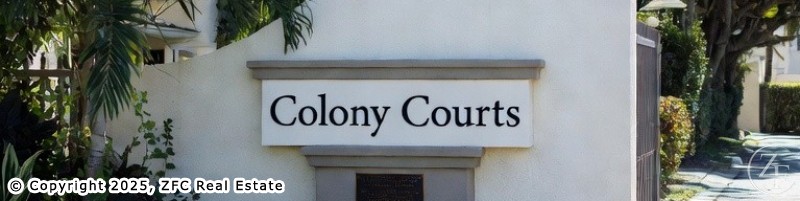 Colony Courts
© Copyright 2025, ZFC Real Estate